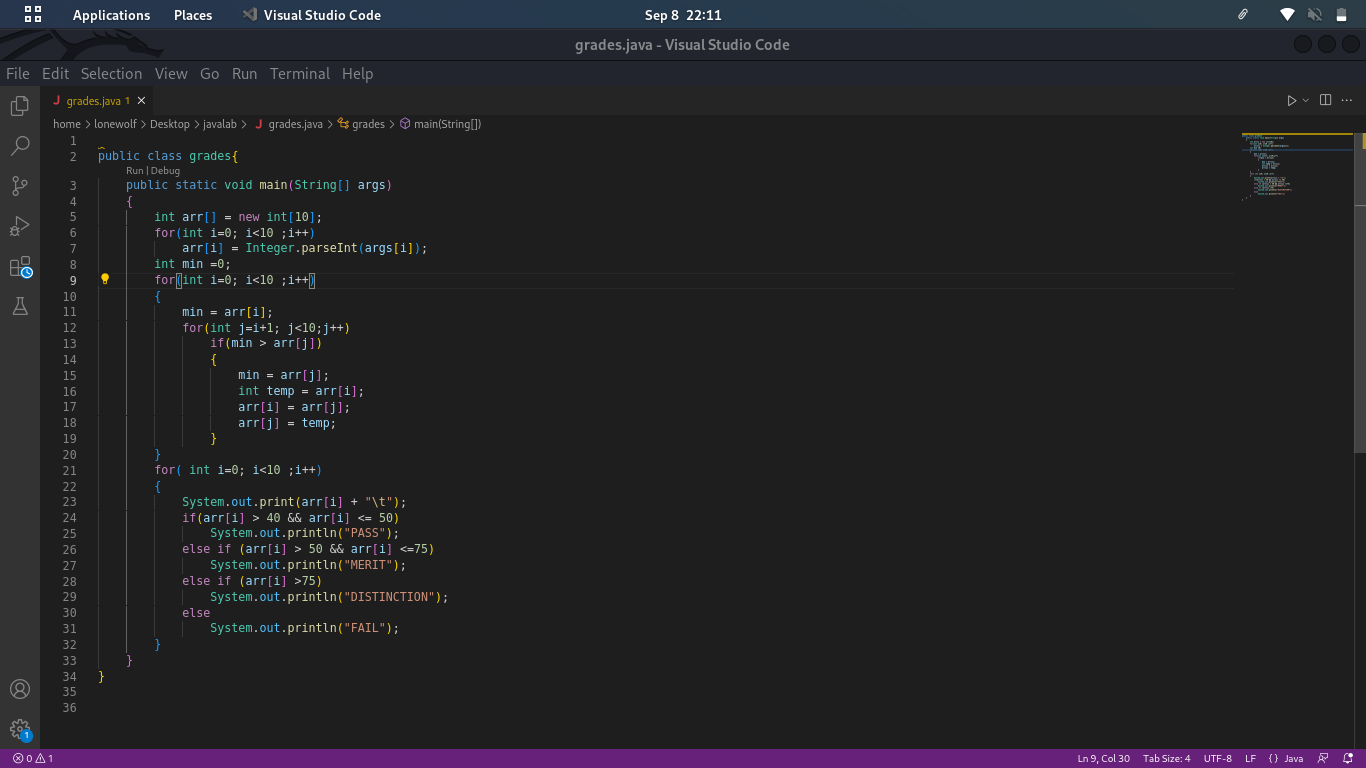 Applications Places Visual Studio Code Sep 8 22:11
grades.java - Visual Studio Code
File Edit Selection View Go Run Terminal Help
J grades.java 1
home > lonewolf > Desktop > javalab > J grades.java > grades > main(String[])
1
2 public class grades{
Run | Debug
3 public static void main(String[] args)
4 {
5 int arr[] = new int[10];
6 for(int i=0; i<10 ;i++)
7 arr[i] = Integer.parseInt(args[i]);
8 int min =0;
9 for(int i=0; i<10 ;i++)
10 {
11 min = arr[i];
12 for(int j=i+1; j<10;j++)
13 if(min > arr[j])
14 {
15 min = arr[j];
16 int temp = arr[i];
17 arr[i] = arr[j];
18 arr[j] = temp;
19 }
20 }
21 for( int i=0; i<10 ;i++)
22 {
23 System.out.print(arr[i] + "\t");
24 if(arr[i] > 40 && arr[i] <= 50)
25 System.out.println("PASS");
26 else if (arr[i] > 50 && arr[i] <=75)
27 System.out.println("MERIT");
28 else if (arr[i] >75)
29 System.out.println("DISTINCTION");
30 else
31 System.out.println("FAIL");
32 }
33 }
34 }
35
36
1
0 1 Ln 9, Col 30 Tab Size: 4 UTF-8 LF {} Java